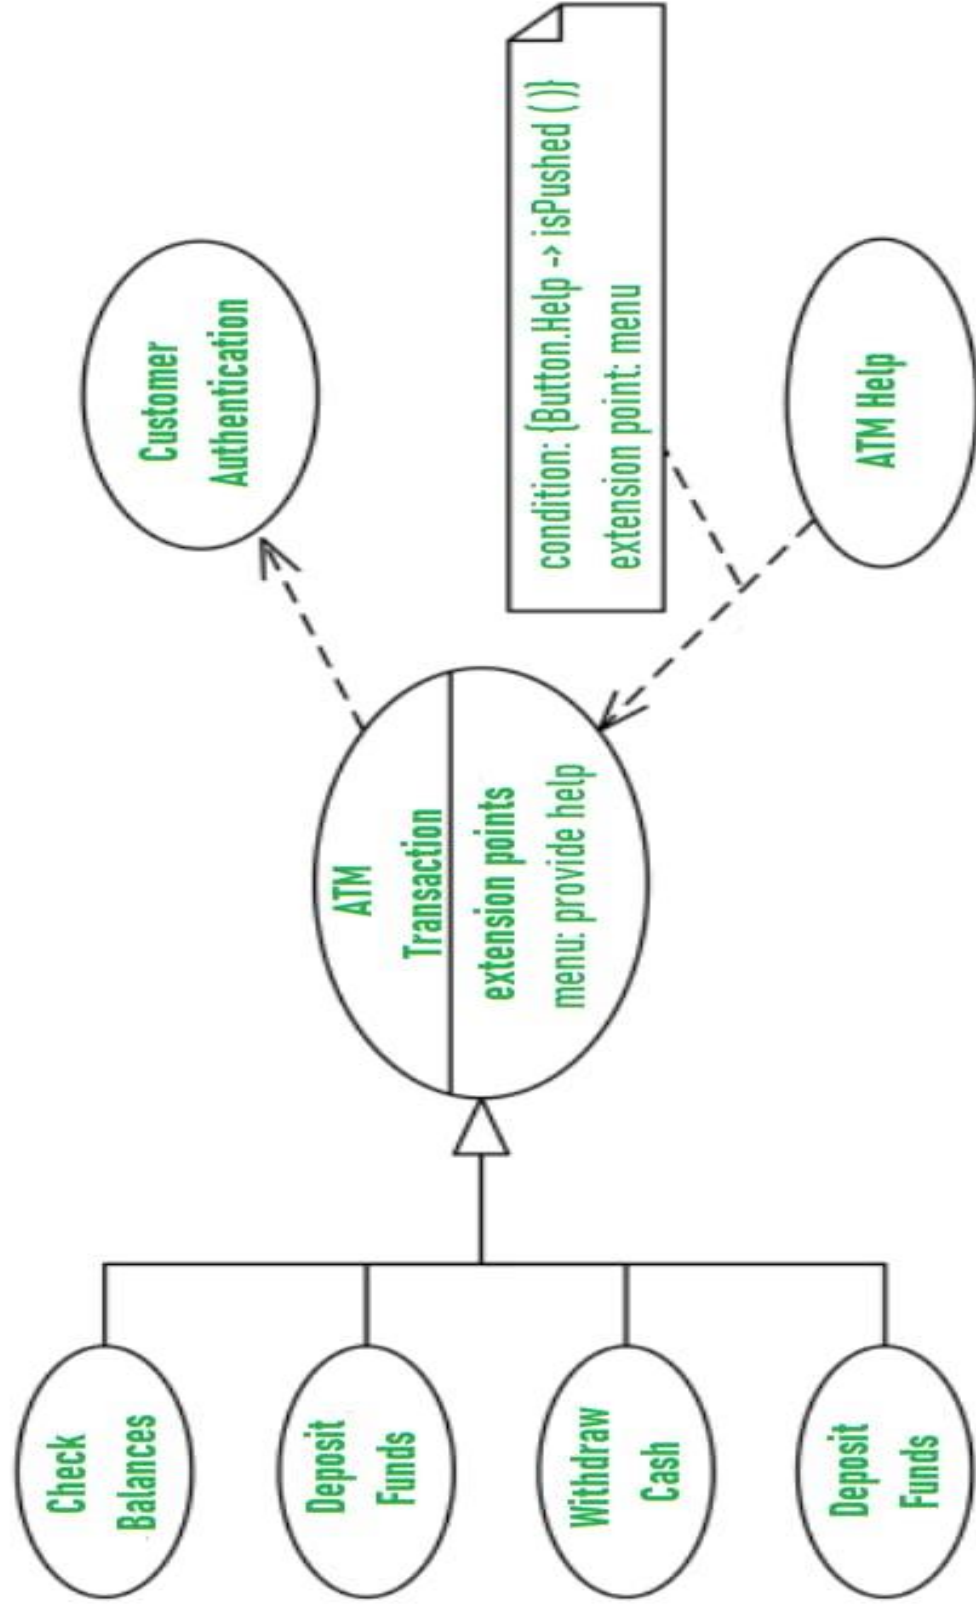 Customer
Authentication
condition: {Button.Help -> isPushed ()}
extension point: menu
ATM Help
ATM
Transaction
extension points
menu: provide help
Check
Balances
Deposit
Funds
Withdraw
Cash
Deposit
Funds